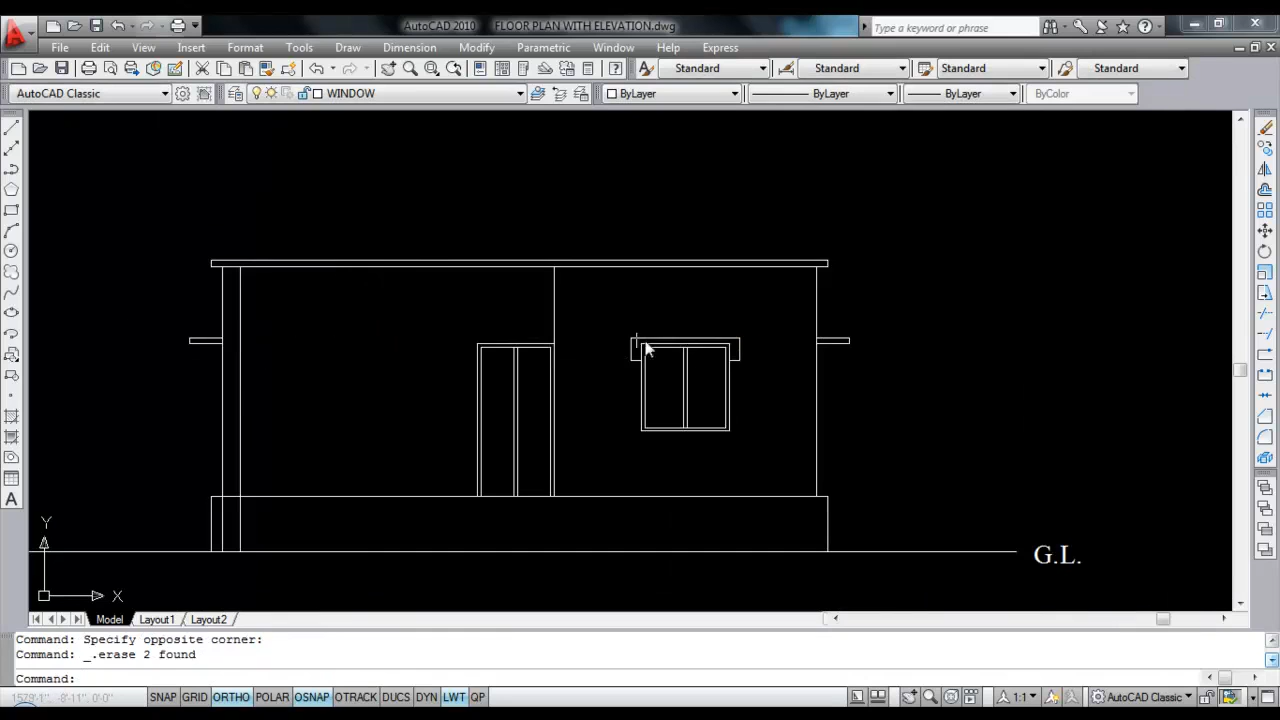 AutoCAD 2010 FLOOR PLAN WITH ELEVATION.dwg Type a keyword or phrase
File Edit View Insert Format Tools Draw Dimension Modify Parametric Window Help Express
Standard Standard Standard Standard
AutoCAD Classic WINDOW ByLayer ByLayer ByLayer ByColor
G.L.
Y
X
Model Layout1 Layout2
Command: Specify opposite corner:
Command: _.erase 2 found
Command:
SNAP GRID ORTHO POLAR OSNAP OTRACK DUCS DYN LWT QP 1:1 AutoCAD Classic